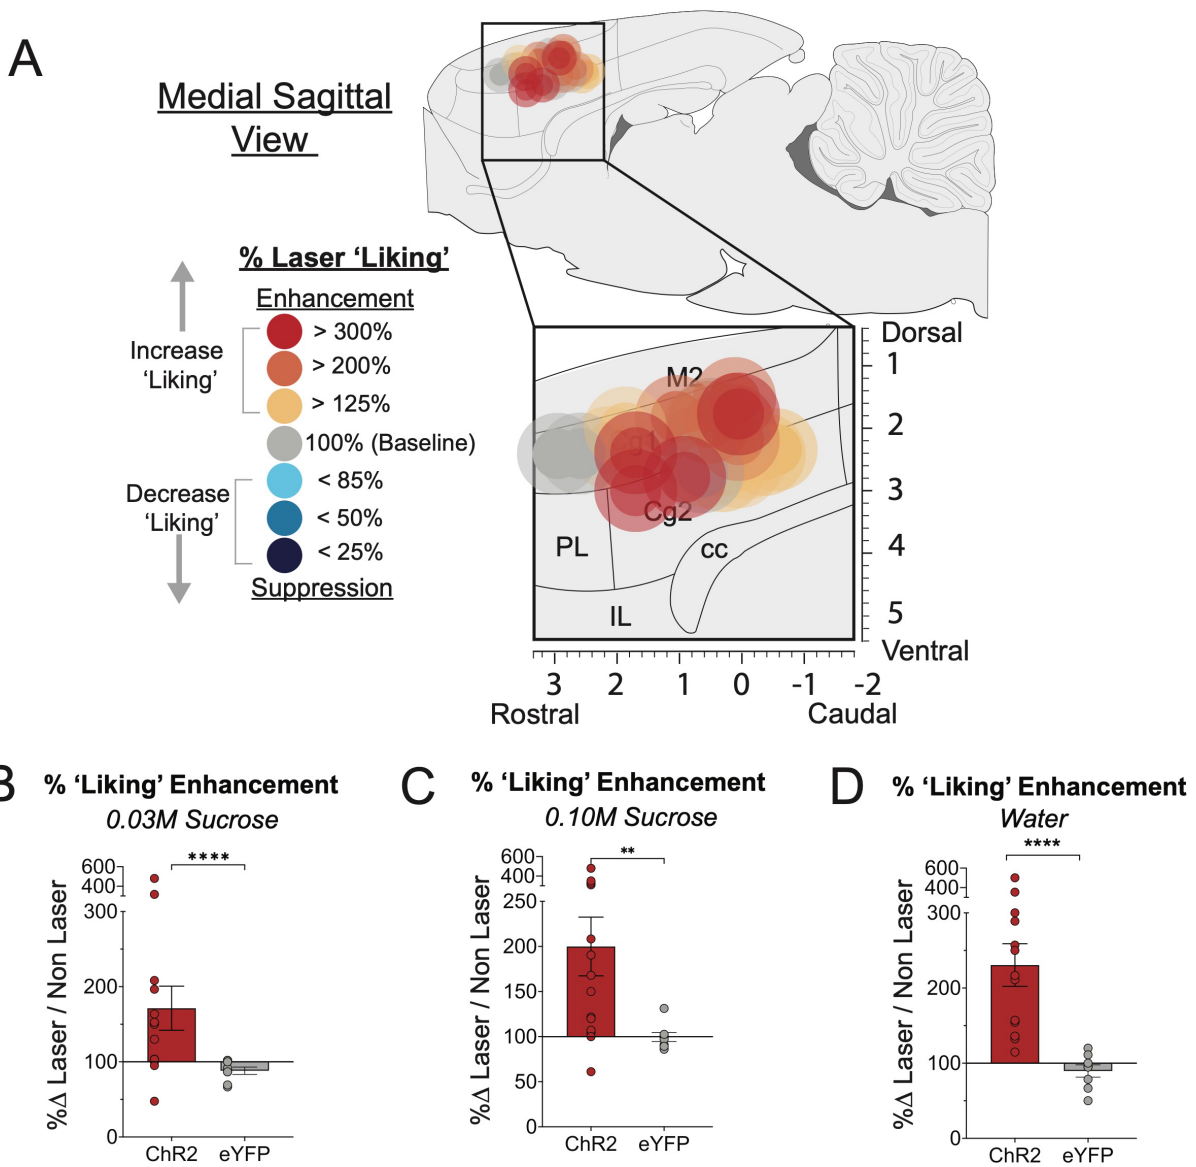 A
Medial Sagittal
View
% Laser ‘Liking’
Enhancement
> 300%
> 200%
> 125%
100% (Baseline)
< 85%
< 50%
< 25%
Suppression
Increase
‘Liking’
Decrease
‘Liking’
M2
Cg1
Cg2
PL
cc
IL
Dorsal
1
2
3
4
5
Ventral
3 2 1 0 -1 -2
Rostral Caudal
B
% ‘Liking’ Enhancement
0.03M Sucrose
****
%Δ Laser / Non Laser
600
400
300
200
100
0
ChR2 eYFP
C
% ‘Liking’ Enhancement
0.10M Sucrose
**
%Δ Laser / Non Laser
600
400
250
200
150
100
50
0
ChR2 eYFP
D
% ‘Liking’ Enhancement
Water
****
%Δ Laser / Non Laser
600
400
300
200
100
0
ChR2 eYFP